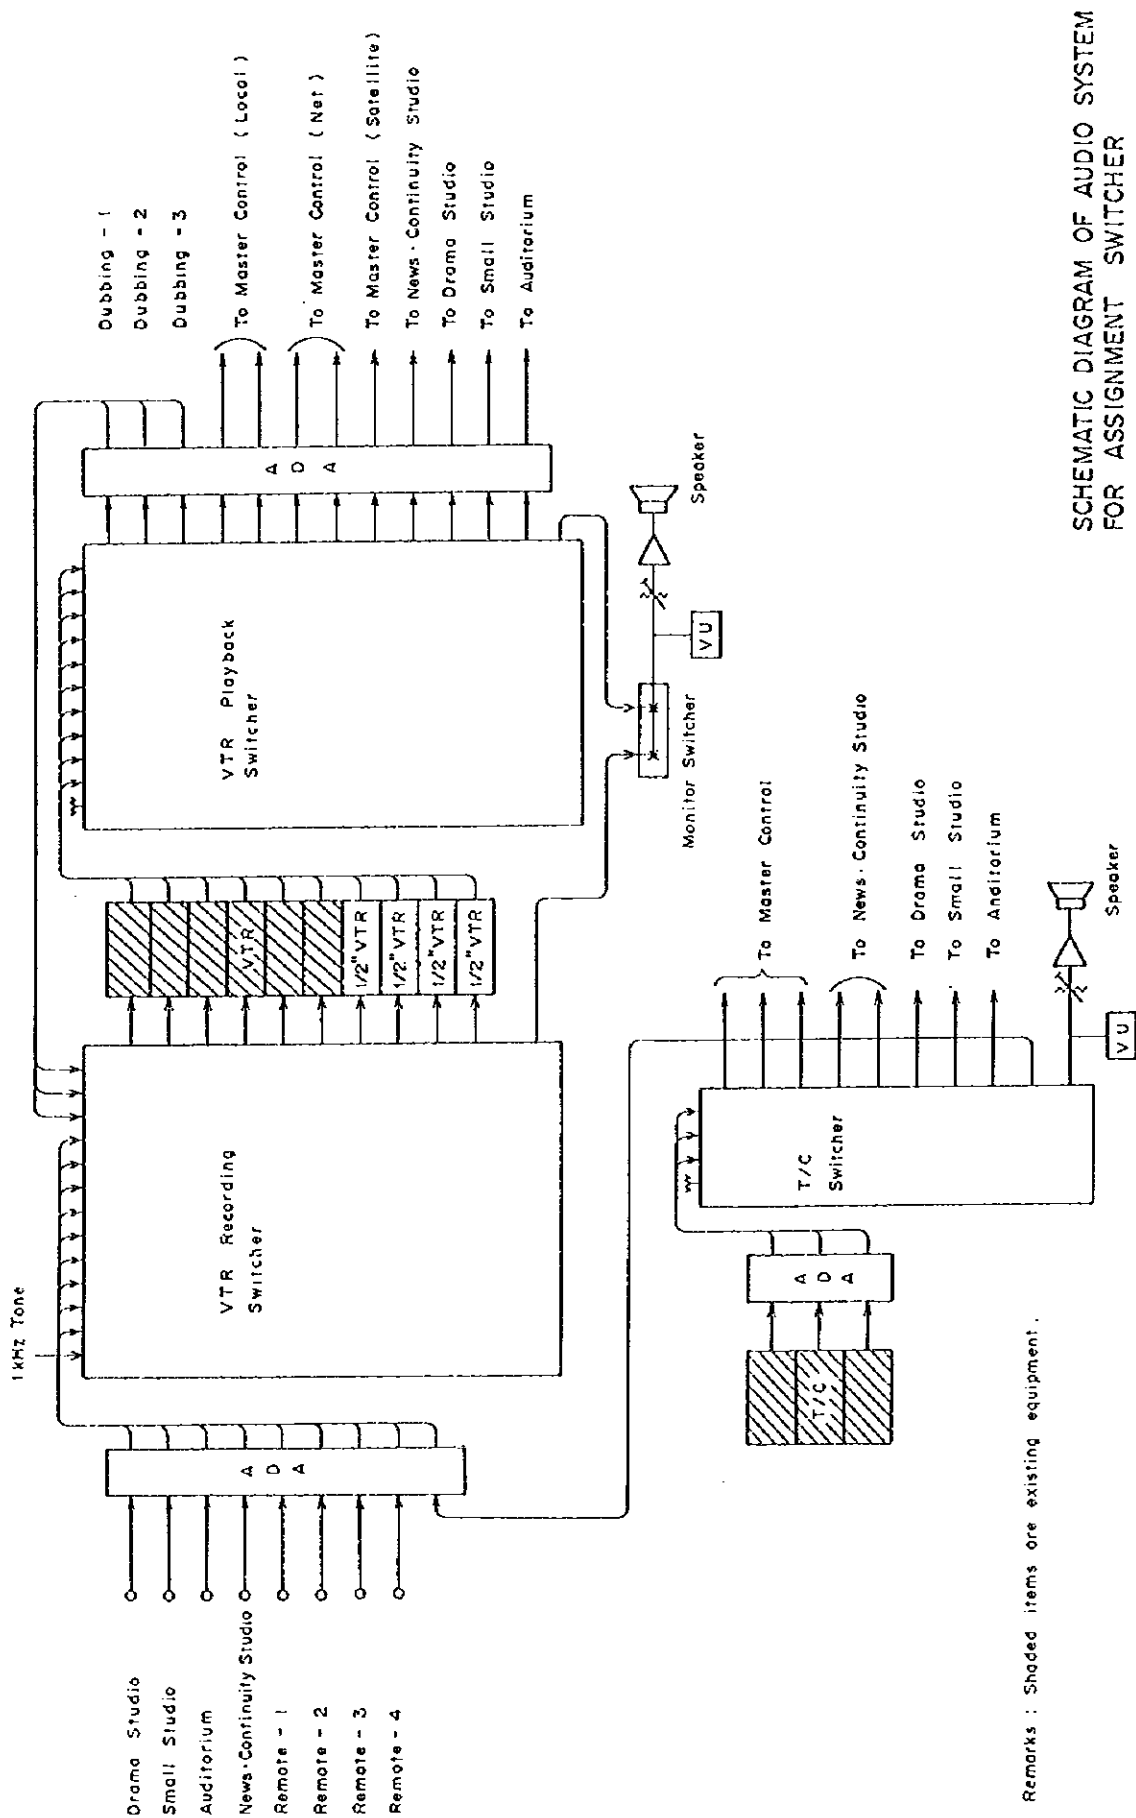 1 kHz Tone
Drama Studio
Small Studio
Auditorium
News·Continuity Studio
Remote - 1
Remote - 2
Remote - 3
Remote - 4
A D A
VTR Recording
Switcher
VTR
1/2" VTR
1/2" VTR
1/2" VTR
1/2" VTR
VTR Playback
Switcher
A D A
Dubbing - 1
Dubbing - 2
Dubbing - 3
To Master Control ( Local )
To Master Control ( Net )
To Master Control ( Satellite )
To News·Continuity Studio
To Drama Studio
To Small Studio
To Auditorium
Monitor Switcher
VU
Speaker
T/C
A D A
T/C
Switcher
To Master Control
To News·Continuity Studio
To Drama Studio
To Small Studio
To Anditorium
VU
Speaker
Remarks : Shaded items are existing equipment.
SCHEMATIC DIAGRAM OF AUDIO SYSTEM
FOR ASSIGNMENT SWITCHER